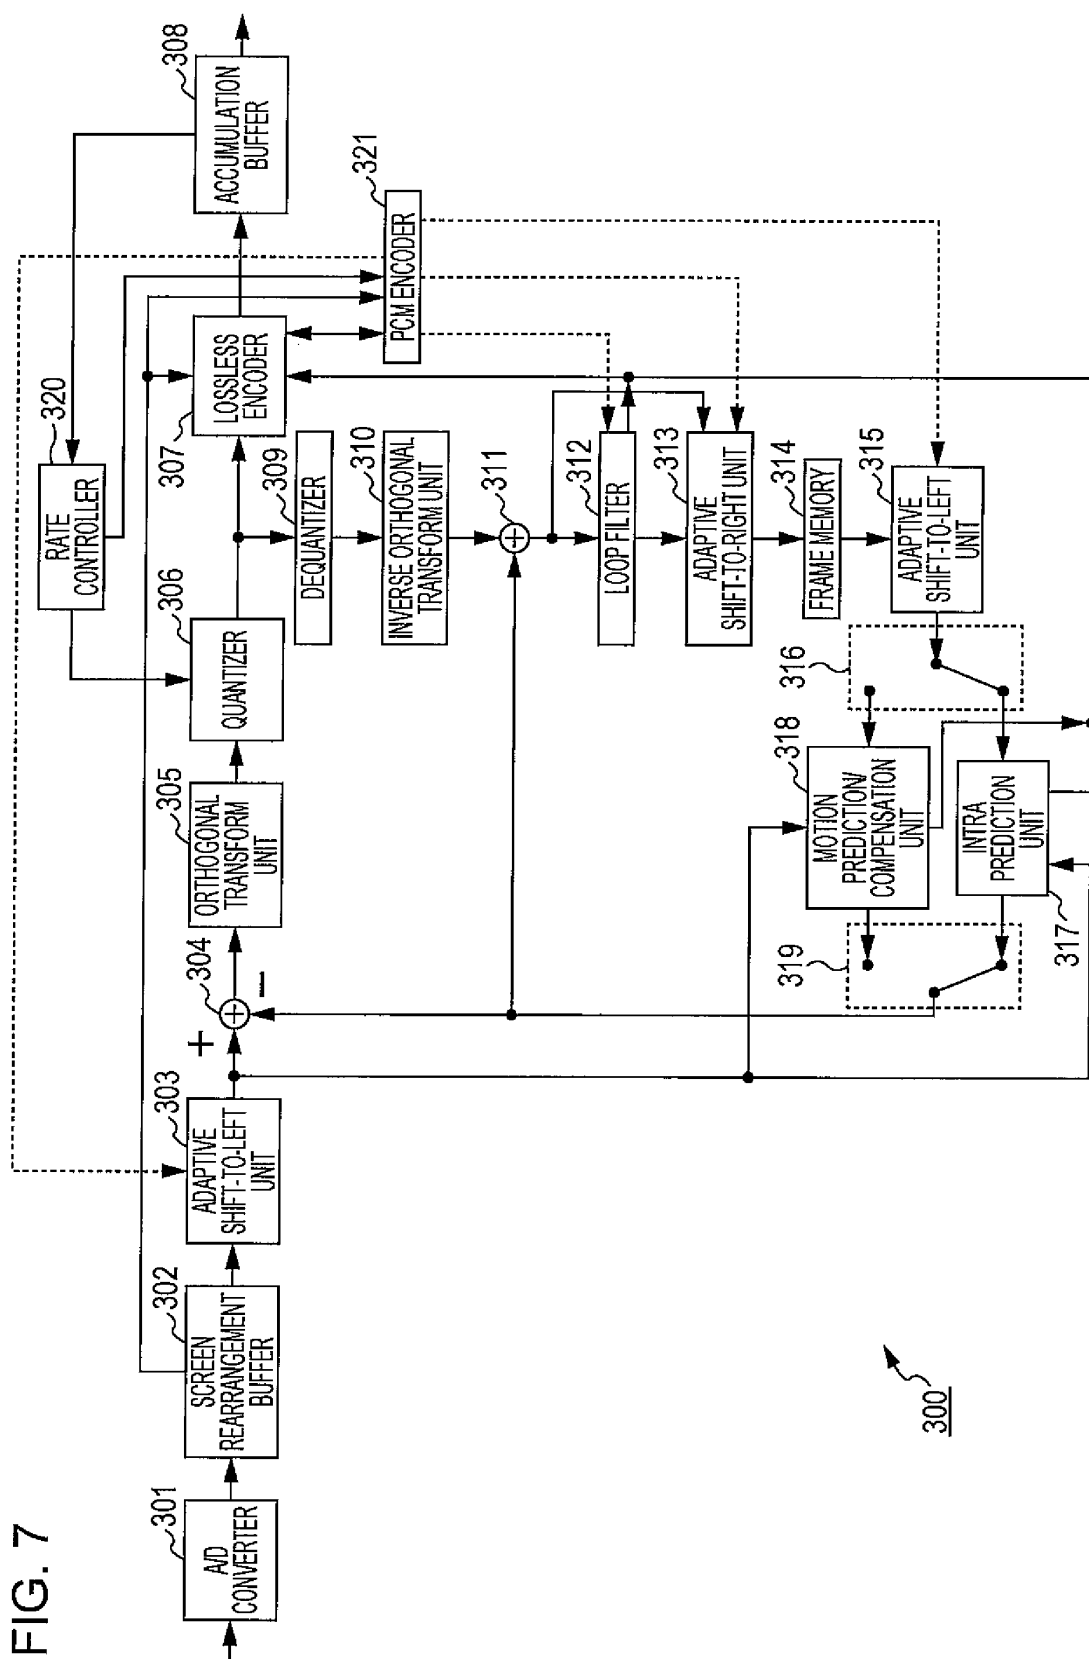 FIG. 7
301
A/D
CONVERTER
302
SCREEN
REARRANGEMENT
BUFFER
303
ADAPTIVE
SHIFT-TO-LEFT
UNIT
+
304
−
305
ORTHOGONAL
TRANSFORM
UNIT
306
QUANTIZER
320
RATE
CONTROLLER
307
LOSSLESS
ENCODER
308
ACCUMULATION
BUFFER
321
PCM ENCODER
309
DEQUANTIZER
310
INVERSE ORTHOGONAL
TRANSFORM UNIT
311
312
LOOP FILTER
313
ADAPTIVE
SHIFT-TO-RIGHT UNIT
314
FRAME MEMORY
315
ADAPTIVE
SHIFT-TO-LEFT
UNIT
316
318
MOTION
PREDICTION/
COMPENSATION
UNIT
INTRA
PREDICTION
UNIT
317
319
300